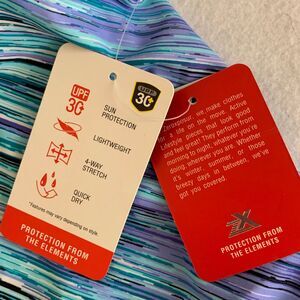 UPF
30+
SUN
PROTECTION
LIGHTWEIGHT
4-WAY
STRETCH
QUICK
DRY
*Features may vary depending on style.
PROTECTION FROM
THE ELEMENTS
30+
Zeroxposur, we make clothes
a life on the move. Active
Lifestyle pieces that look good
and feel great! They perform from
morning to night, whatever you're
doing, wherever you are. Whether
it's winter, summer, or those
breezy days in between, we've
got you covered.
PROTECTION FROM
THE ELEMENTS